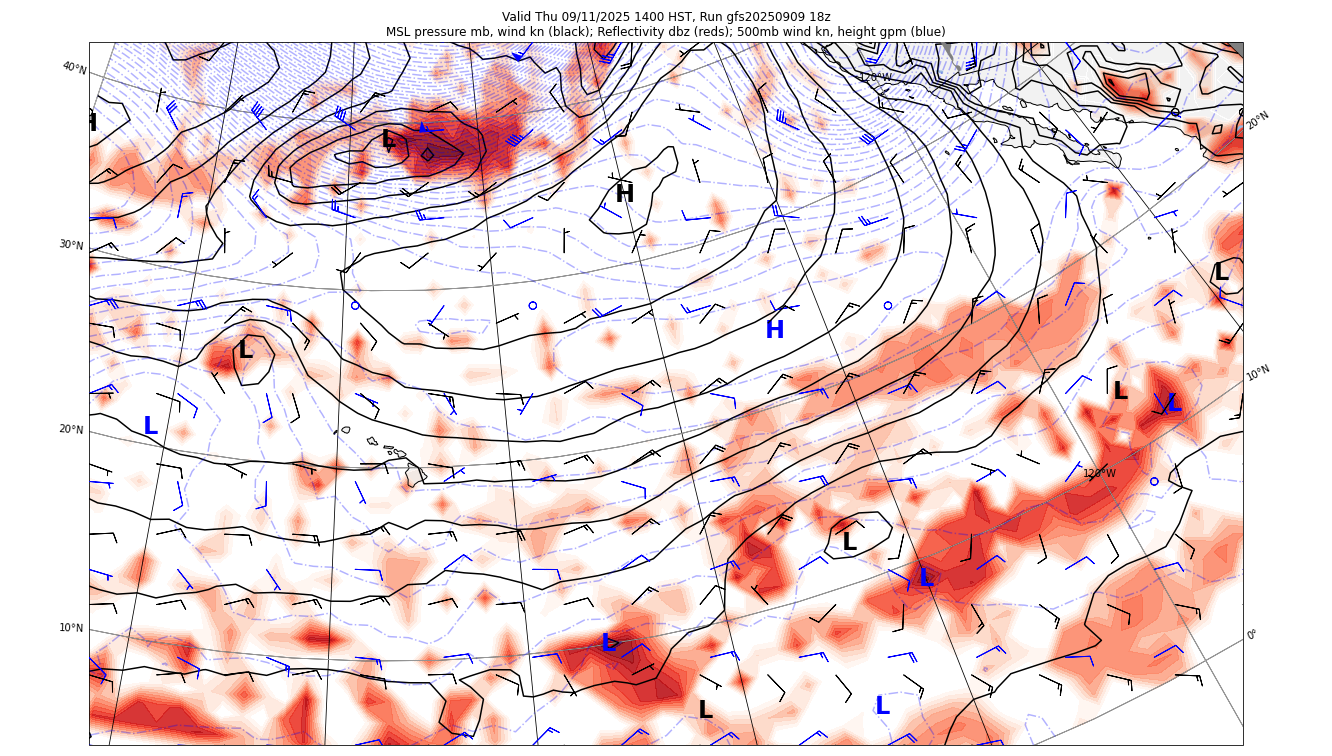 Valid Thu 09/11/2025 1400 HST, Run gfs20250909 18z
MSL pressure mb, wind kn (black); Reflectivity dbz (reds); 500mb wind kn, height gpm (blue)
40°N
120°W
20°N
H
L
H
30°N
L
H
L
10°N
L
L
L
20°N
120°W
L
L
10°N
L
0°
L
L